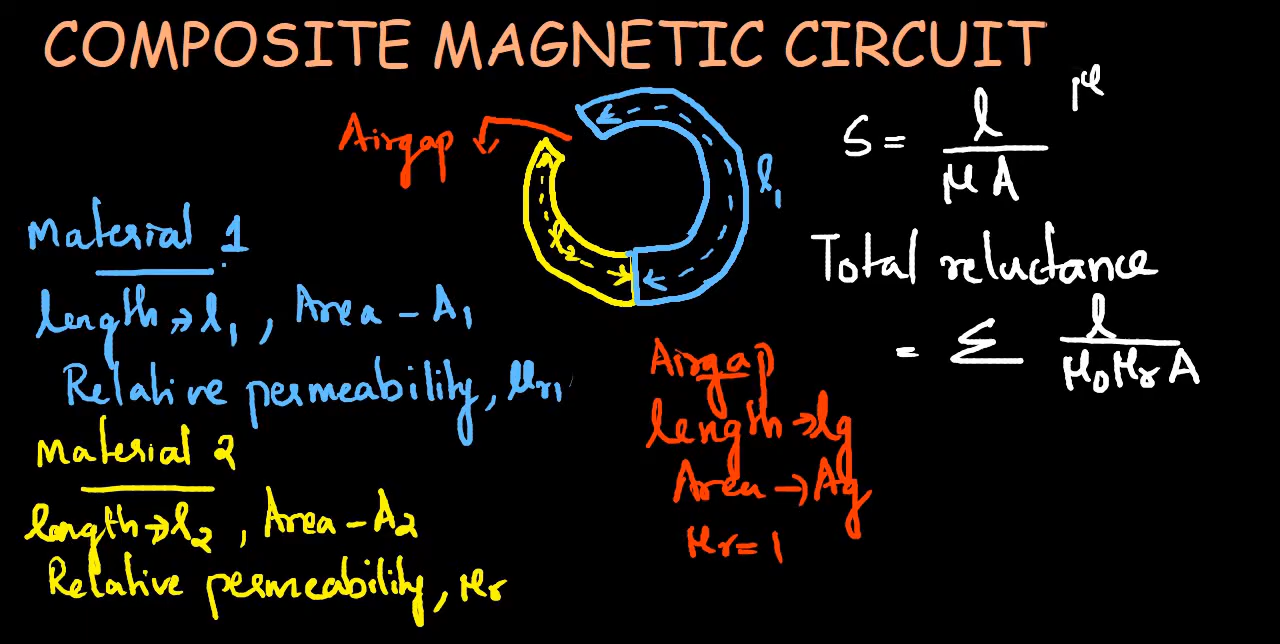 COMPOSITE MAGNETIC CIRCUIT
Airgap
l₁
l₂
Material 1
length → l₁, Area - A₁
Relative permeability, μr₁
Material 2
length → l₂, Area - A₂
Relative permeability, μr
Airgap
length → lg
Area → Ag
μr = 1
S = l / μA
Total reluctance
= Σ l / μ₀μrA